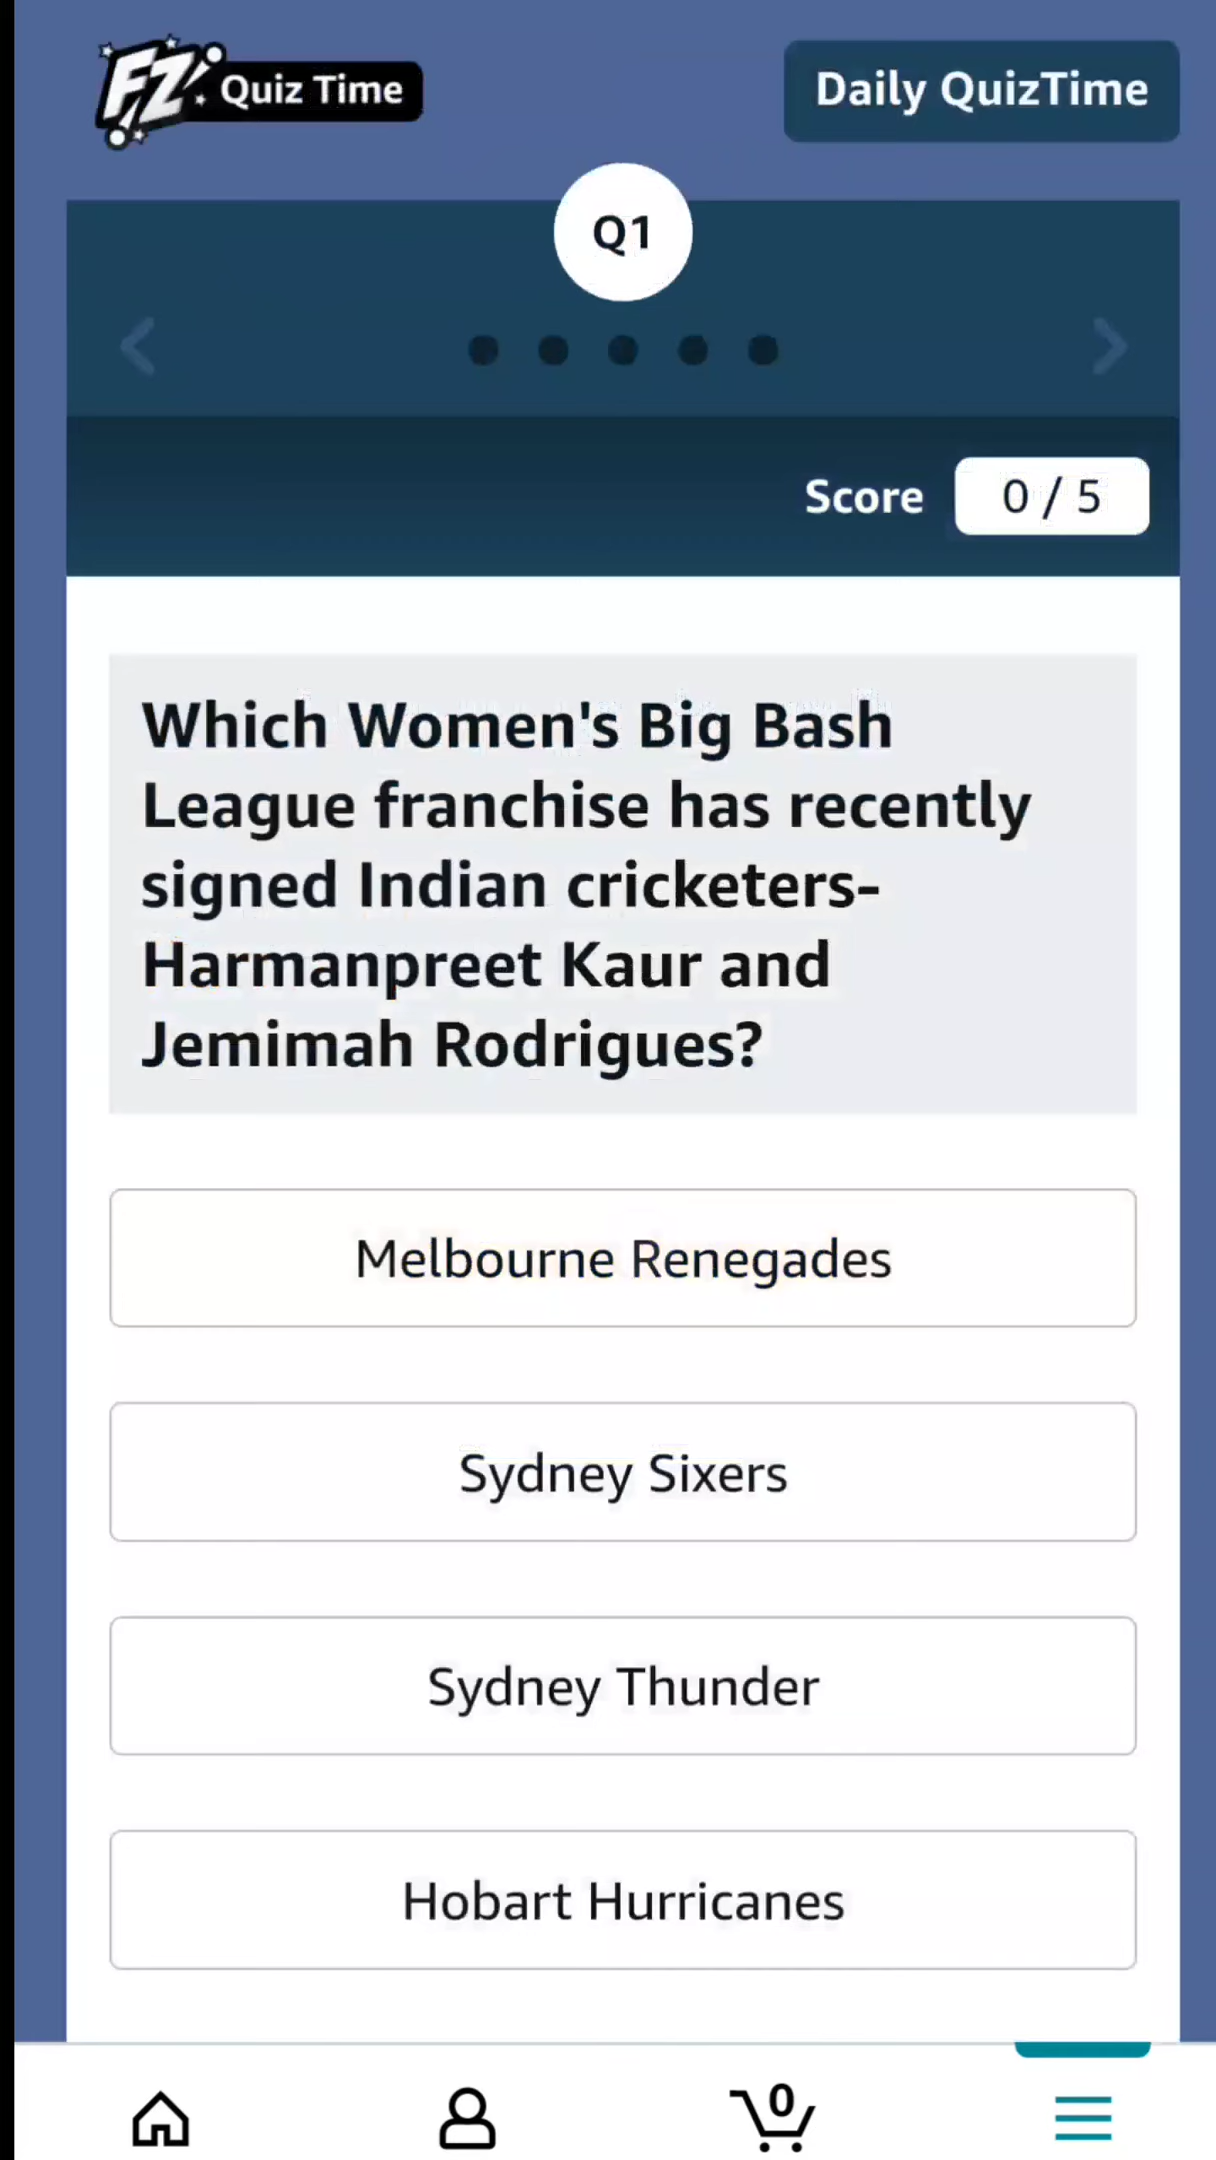 FZ Quiz Time
Daily QuizTime
Q1
Score 0 / 5
Which Women's Big Bash
League franchise has recently
signed Indian cricketers-
Harmanpreet Kaur and
Jemimah Rodrigues?
Melbourne Renegades
Sydney Sixers
Sydney Thunder
Hobart Hurricanes
0